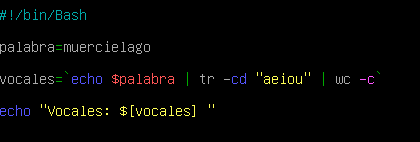 #!/bin/Bash
palabra=muercielago
vocales=`echo $palabra | tr -cd "aeiou" | wc -c`
echo "Vocales: $[vocales] "